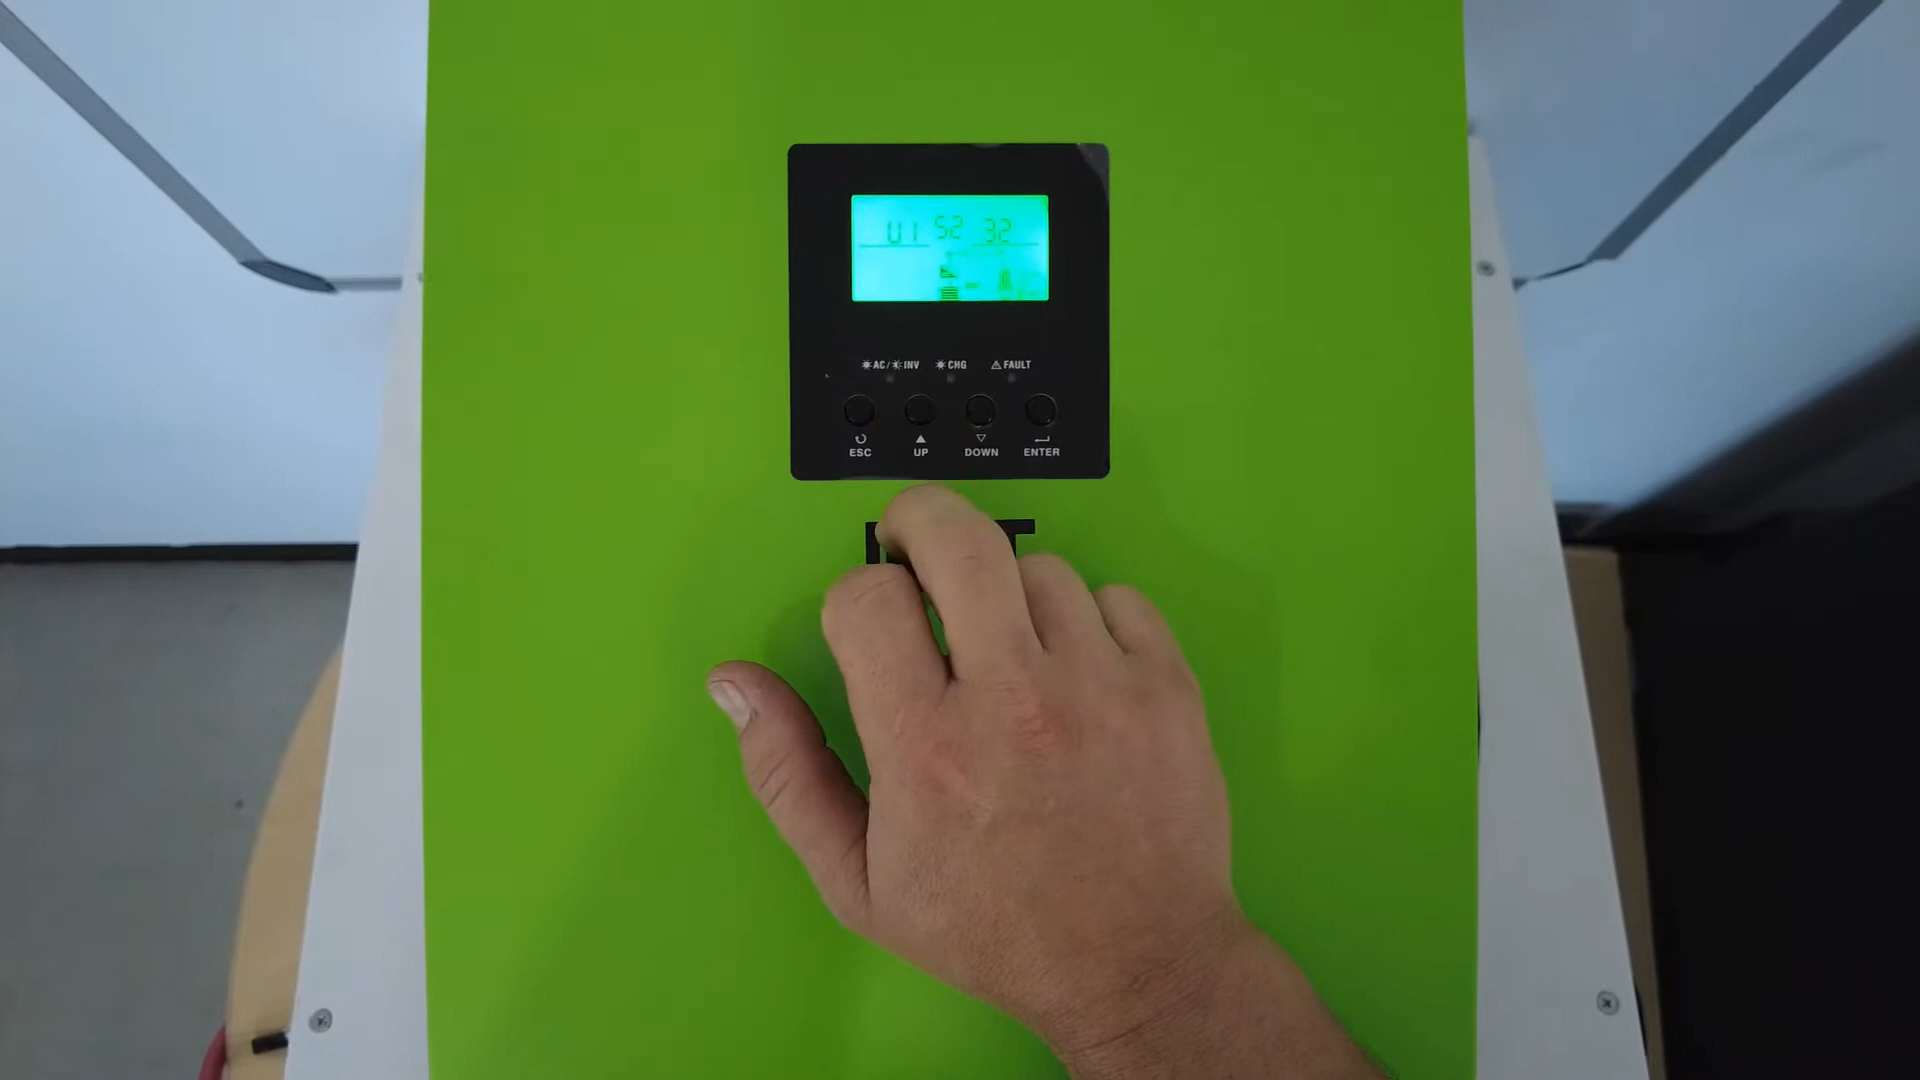 U1 52 32
AC/ INV CHG FAULT
ESC UP DOWN ENTER